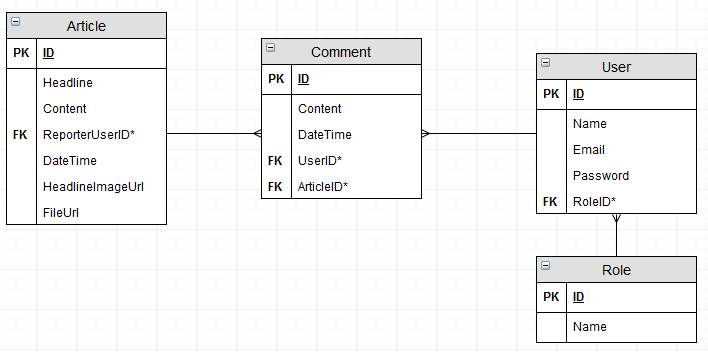 Article
PK ID
Headline
Content
FK ReporterUserID*
DateTime
HeadlineImageUrl
FileUrl
Comment
PK ID
Content
DateTime
FK UserID*
FK ArticleID*
User
PK ID
Name
Email
Password
FK RoleID*
Role
PK ID
Name